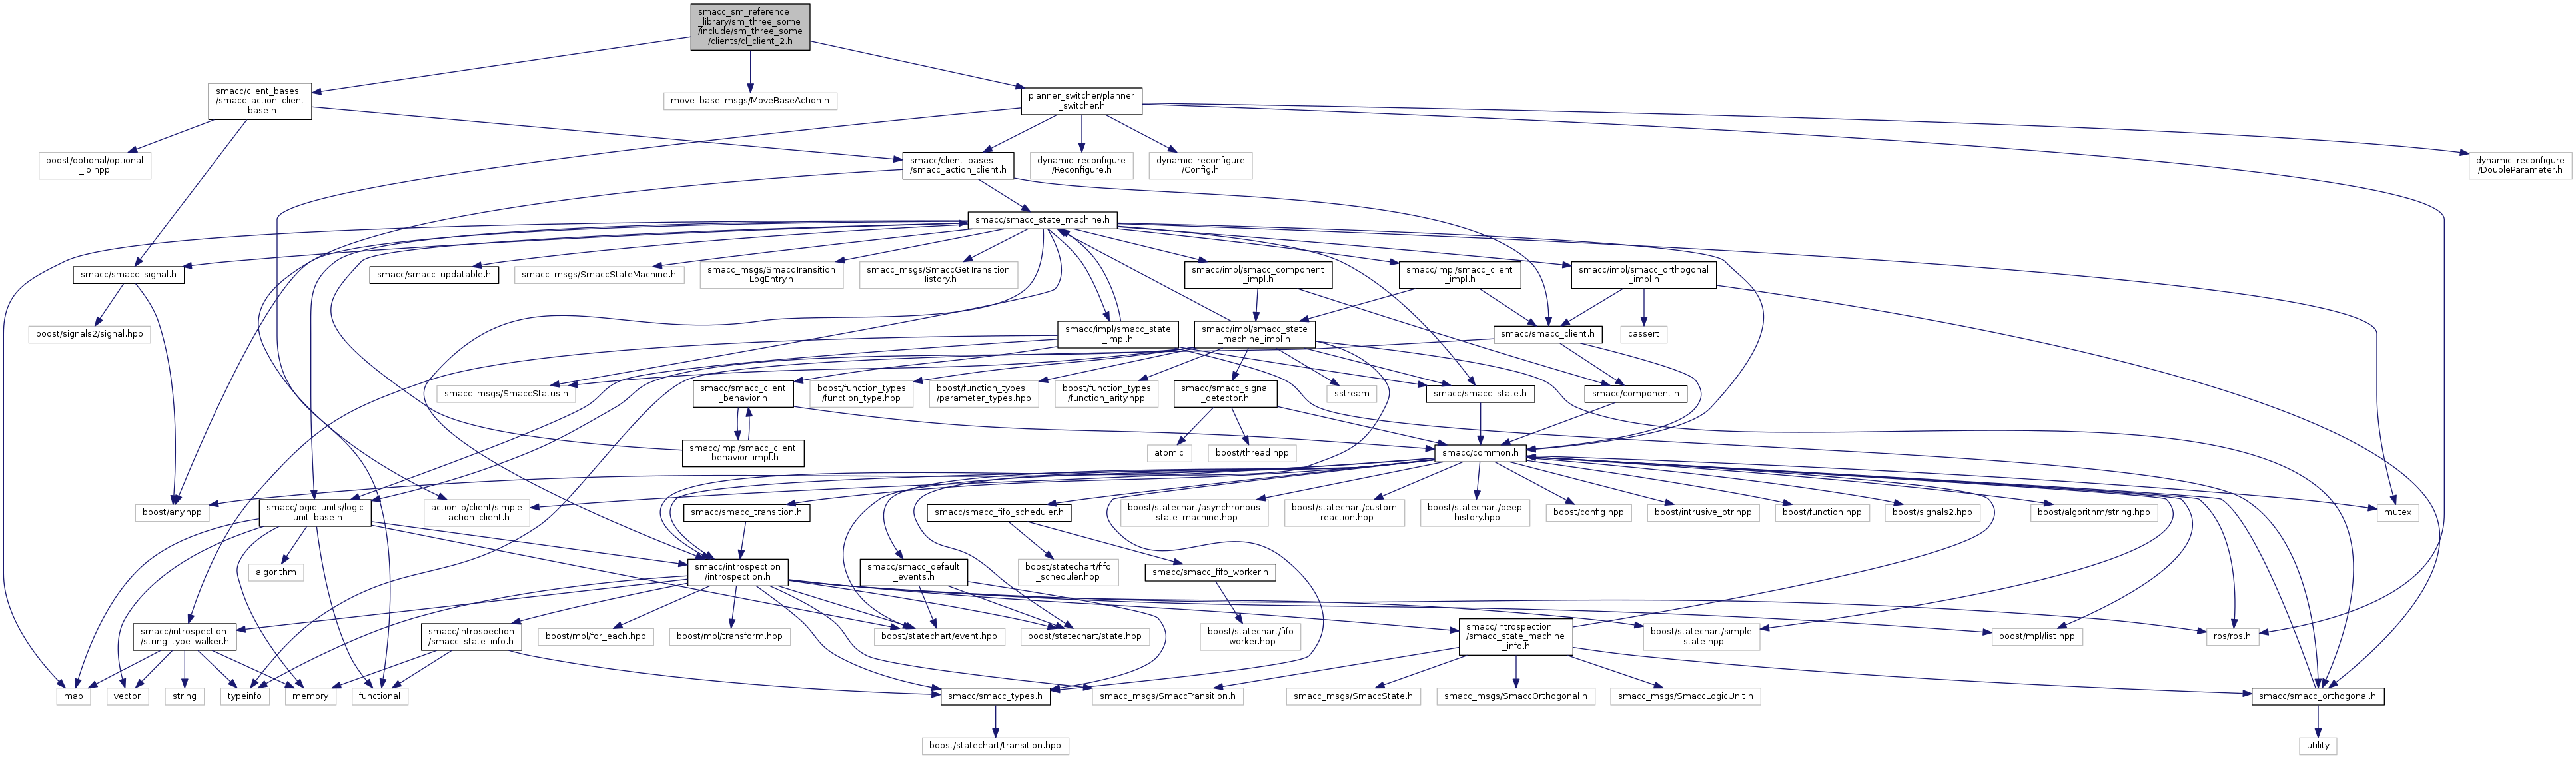 smacc_sm_reference
_library/sm_three_some
/include/sm_three_some
/clients/cl_client_2.h
smacc/client_bases
/smacc_action_client
_base.h
move_base_msgs/MoveBaseAction.h
planner_switcher/planner
_switcher.h
boost/optional/optional
_io.hpp
smacc/client_bases
/smacc_action_client.h
dynamic_reconfigure
/Reconfigure.h
dynamic_reconfigure
/Config.h
dynamic_reconfigure
/DoubleParameter.h
smacc/smacc_state_machine.h
smacc/smacc_signal.h
smacc/smacc_updatable.h
smacc_msgs/SmaccStateMachine.h
smacc_msgs/SmaccTransition
LogEntry.h
smacc_msgs/SmaccGetTransition
History.h
smacc/impl/smacc_component
_impl.h
smacc/impl/smacc_client
_impl.h
smacc/impl/smacc_orthogonal
_impl.h
boost/signals2/signal.hpp
smacc/impl/smacc_state
_impl.h
smacc/impl/smacc_state
_machine_impl.h
smacc/smacc_client.h
cassert
smacc_msgs/SmaccStatus.h
smacc/smacc_client
_behavior.h
boost/function_types
/function_type.hpp
boost/function_types
/parameter_types.hpp
boost/function_types
/function_arity.hpp
smacc/smacc_signal
_detector.h
sstream
smacc/smacc_state.h
smacc/component.h
smacc/impl/smacc_client
_behavior_impl.h
atomic
boost/thread.hpp
smacc/common.h
boost/any.hpp
smacc/logic_units/logic
_unit_base.h
actionlib/client/simple
_action_client.h
smacc/smacc_transition.h
smacc/smacc_fifo_scheduler.h
boost/statechart/asynchronous
_state_machine.hpp
boost/statechart/custom
_reaction.hpp
boost/statechart/deep
_history.hpp
boost/config.hpp
boost/intrusive_ptr.hpp
boost/function.hpp
boost/signals2.hpp
boost/algorithm/string.hpp
mutex
algorithm
smacc/introspection
/introspection.h
smacc/smacc_default
_events.h
boost/statechart/fifo
_scheduler.hpp
smacc/smacc_fifo_worker.h
smacc/introspection
/string_type_walker.h
smacc/introspection
/smacc_state_info.h
boost/mpl/for_each.hpp
boost/mpl/transform.hpp
boost/statechart/event.hpp
boost/statechart/state.hpp
boost/statechart/fifo
_worker.hpp
smacc/introspection
/smacc_state_machine
_info.h
boost/statechart/simple
_state.hpp
boost/mpl/list.hpp
ros/ros.h
map
vector
string
typeinfo
memory
functional
smacc/smacc_types.h
smacc_msgs/SmaccTransition.h
smacc_msgs/SmaccState.h
smacc_msgs/SmaccOrthogonal.h
smacc_msgs/SmaccLogicUnit.h
smacc/smacc_orthogonal.h
boost/statechart/transition.hpp
utility